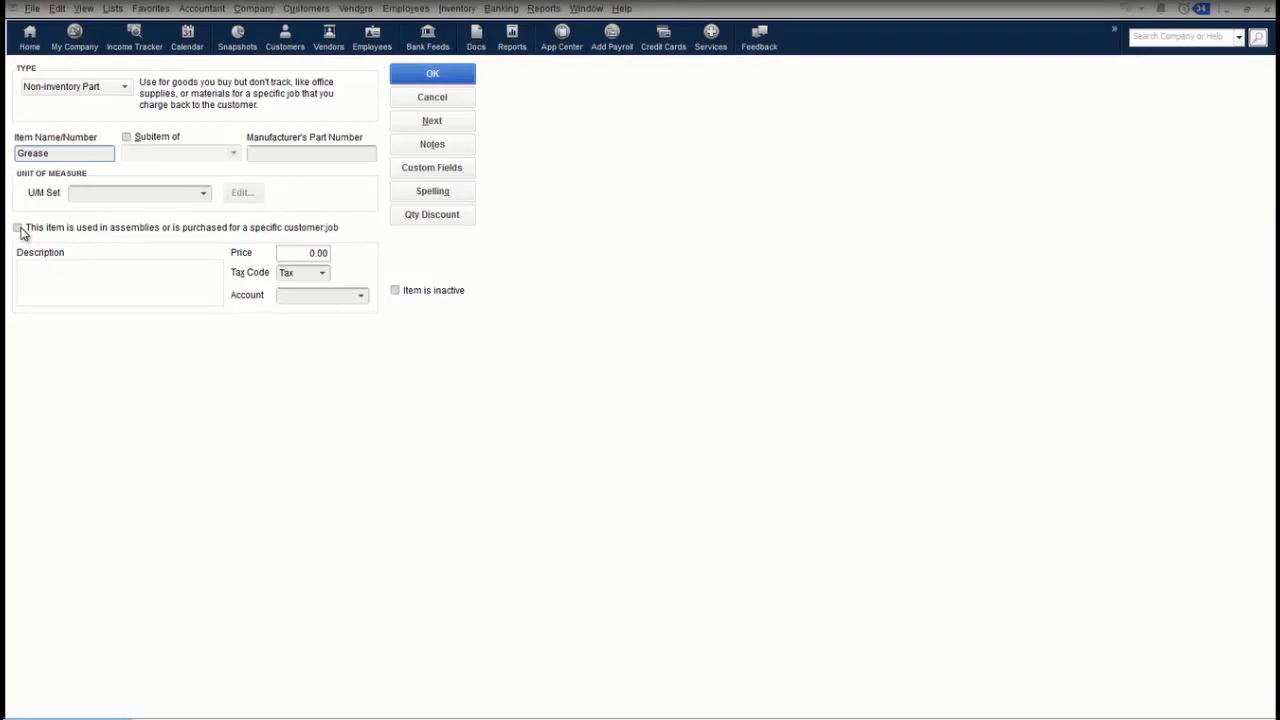 File Edit View Lists Favorites Accountant Company Customers Vendors Employees Inventory Banking Reports Window Help
34
Home My Company Income Tracker Calendar Snapshots Customers Vendors Employees Bank Feeds Docs Reports App Center Add Payroll Credit Cards Services Feedback
» Search Company or Help
TYPE
Non-inventory Part
Use for goods you buy but don't track, like office
supplies, or materials for a specific job that you
charge back to the customer.
OK
Cancel
Next
Notes
Custom Fields
Spelling
Qty Discount
Item Name/Number Subitem of Manufacturer's Part Number
Grease
UNIT OF MEASURE
U/M Set Edit...
This item is used in assemblies or is purchased for a specific customer:job
Description Price 0.00
Tax Code Tax
Account
Item is inactive